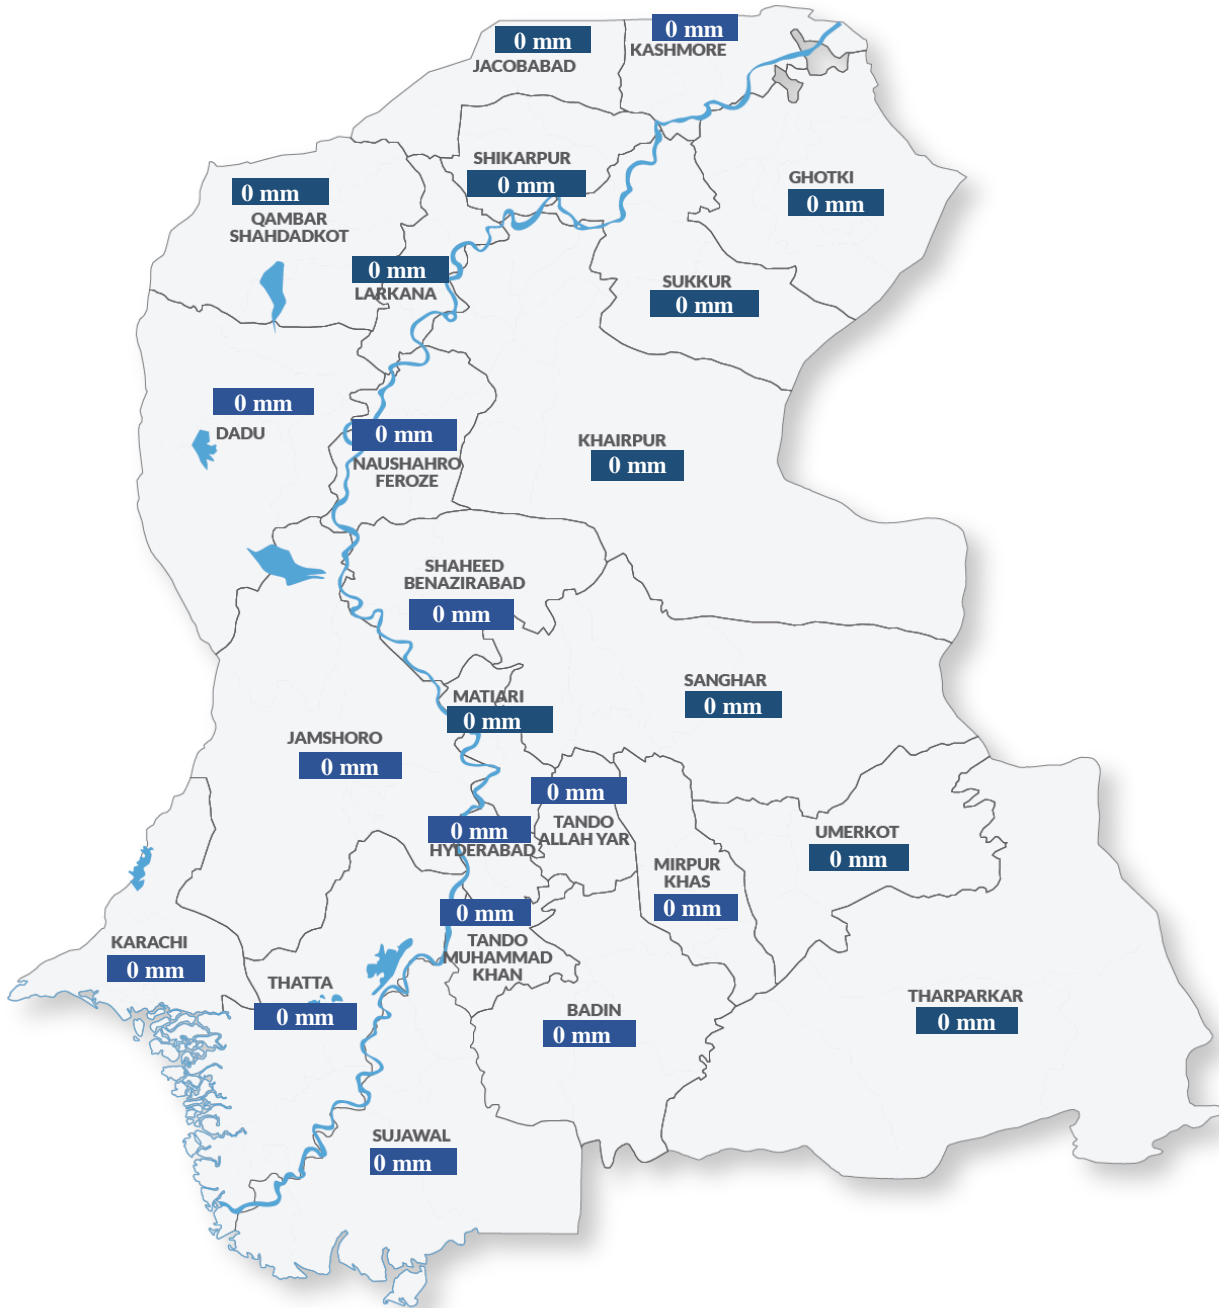 0 mm
JACOBABAD
0 mm
KASHMORE
SHIKARPUR
0 mm
GHOTKI
0 mm
0 mm
QAMBAR
SHAHDADKOT
0 mm
LARKANA
SUKKUR
0 mm
0 mm
DADU
0 mm
NAUSHAHRO
FEROZE
KHAIRPUR
0 mm
SHAHEED
BENAZIRABAD
0 mm
SANGHAR
0 mm
MATIARI
0 mm
JAMSHORO
0 mm
0 mm
TANDO
ALLAH YAR
0 mm
HYDERABAD
UMERKOT
0 mm
MIRPUR
KHAS
0 mm
0 mm
TANDO
MUHAMMAD
KHAN
KARACHI
0 mm
THATTA
0 mm
BADIN
0 mm
THARPARKAR
0 mm
SUJAWAL
0 mm